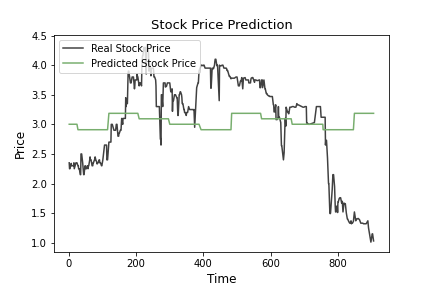 Stock Price Prediction
Real Stock Price
Predicted Stock Price
Price
4.5
4.0
3.5
3.0
2.5
2.0
1.5
1.0
0 200 400 600 800
Time